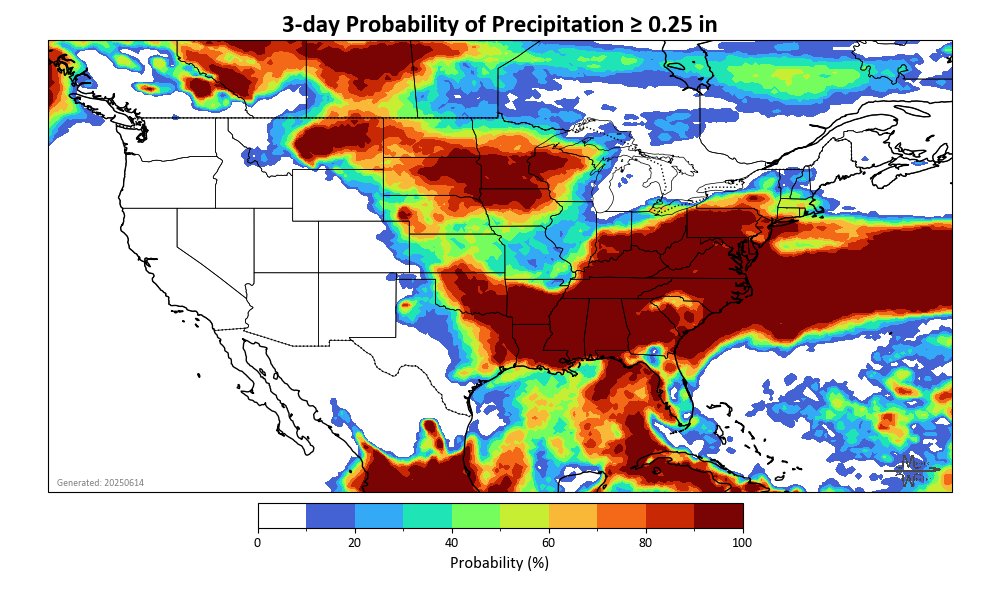 3-day Probability of Precipitation ≥ 0.25 in
Generated: 20250614
0 20 40 60 80 100
Probability (%)